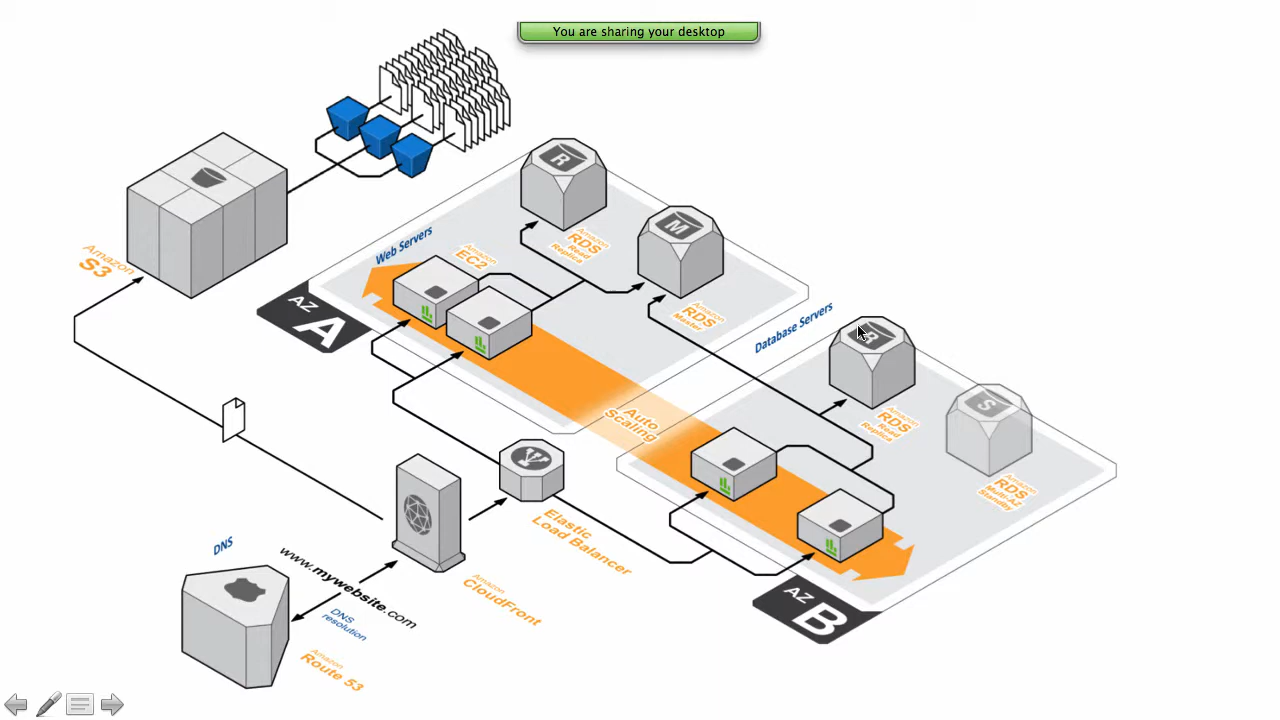 You are sharing your desktop
R
Amazon
RDS
Read
Replica
M
Amazon
RDS
Master
Web Servers
Amazon
EC2
Amazon
S3
AZ
A
Database Servers
R
Amazon
RDS
Read
Replica
S
Amazon
RDS
Multi-AZ
Standby
Auto
Scaling
Elastic
Load Balancer
AZ
B
DNS
www.mywebsite.com
DNS
resolution
Amazon
CloudFront
Amazon
Route 53